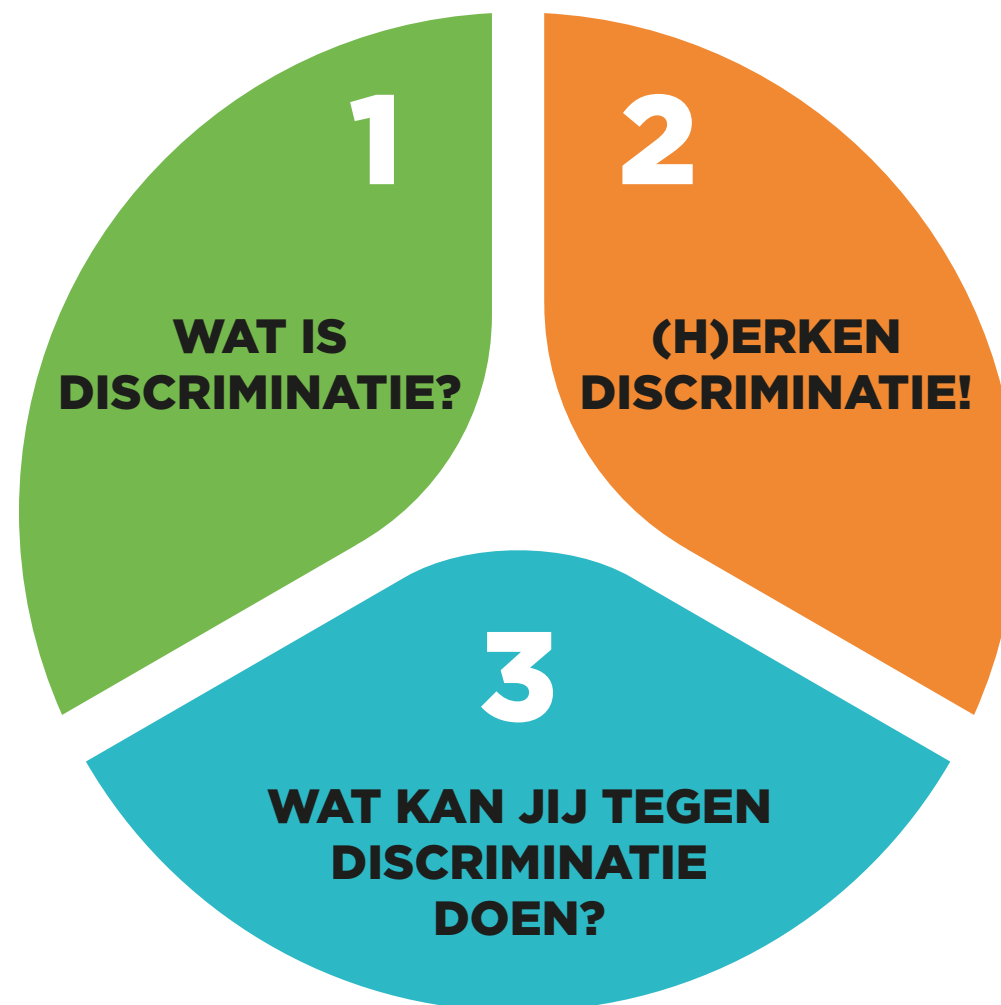 1
WAT IS
DISCRIMINATIE?
2
(H)ERKEN
DISCRIMINATIE!
3
WAT KAN JIJ TEGEN
DISCRIMINATIE
DOEN?